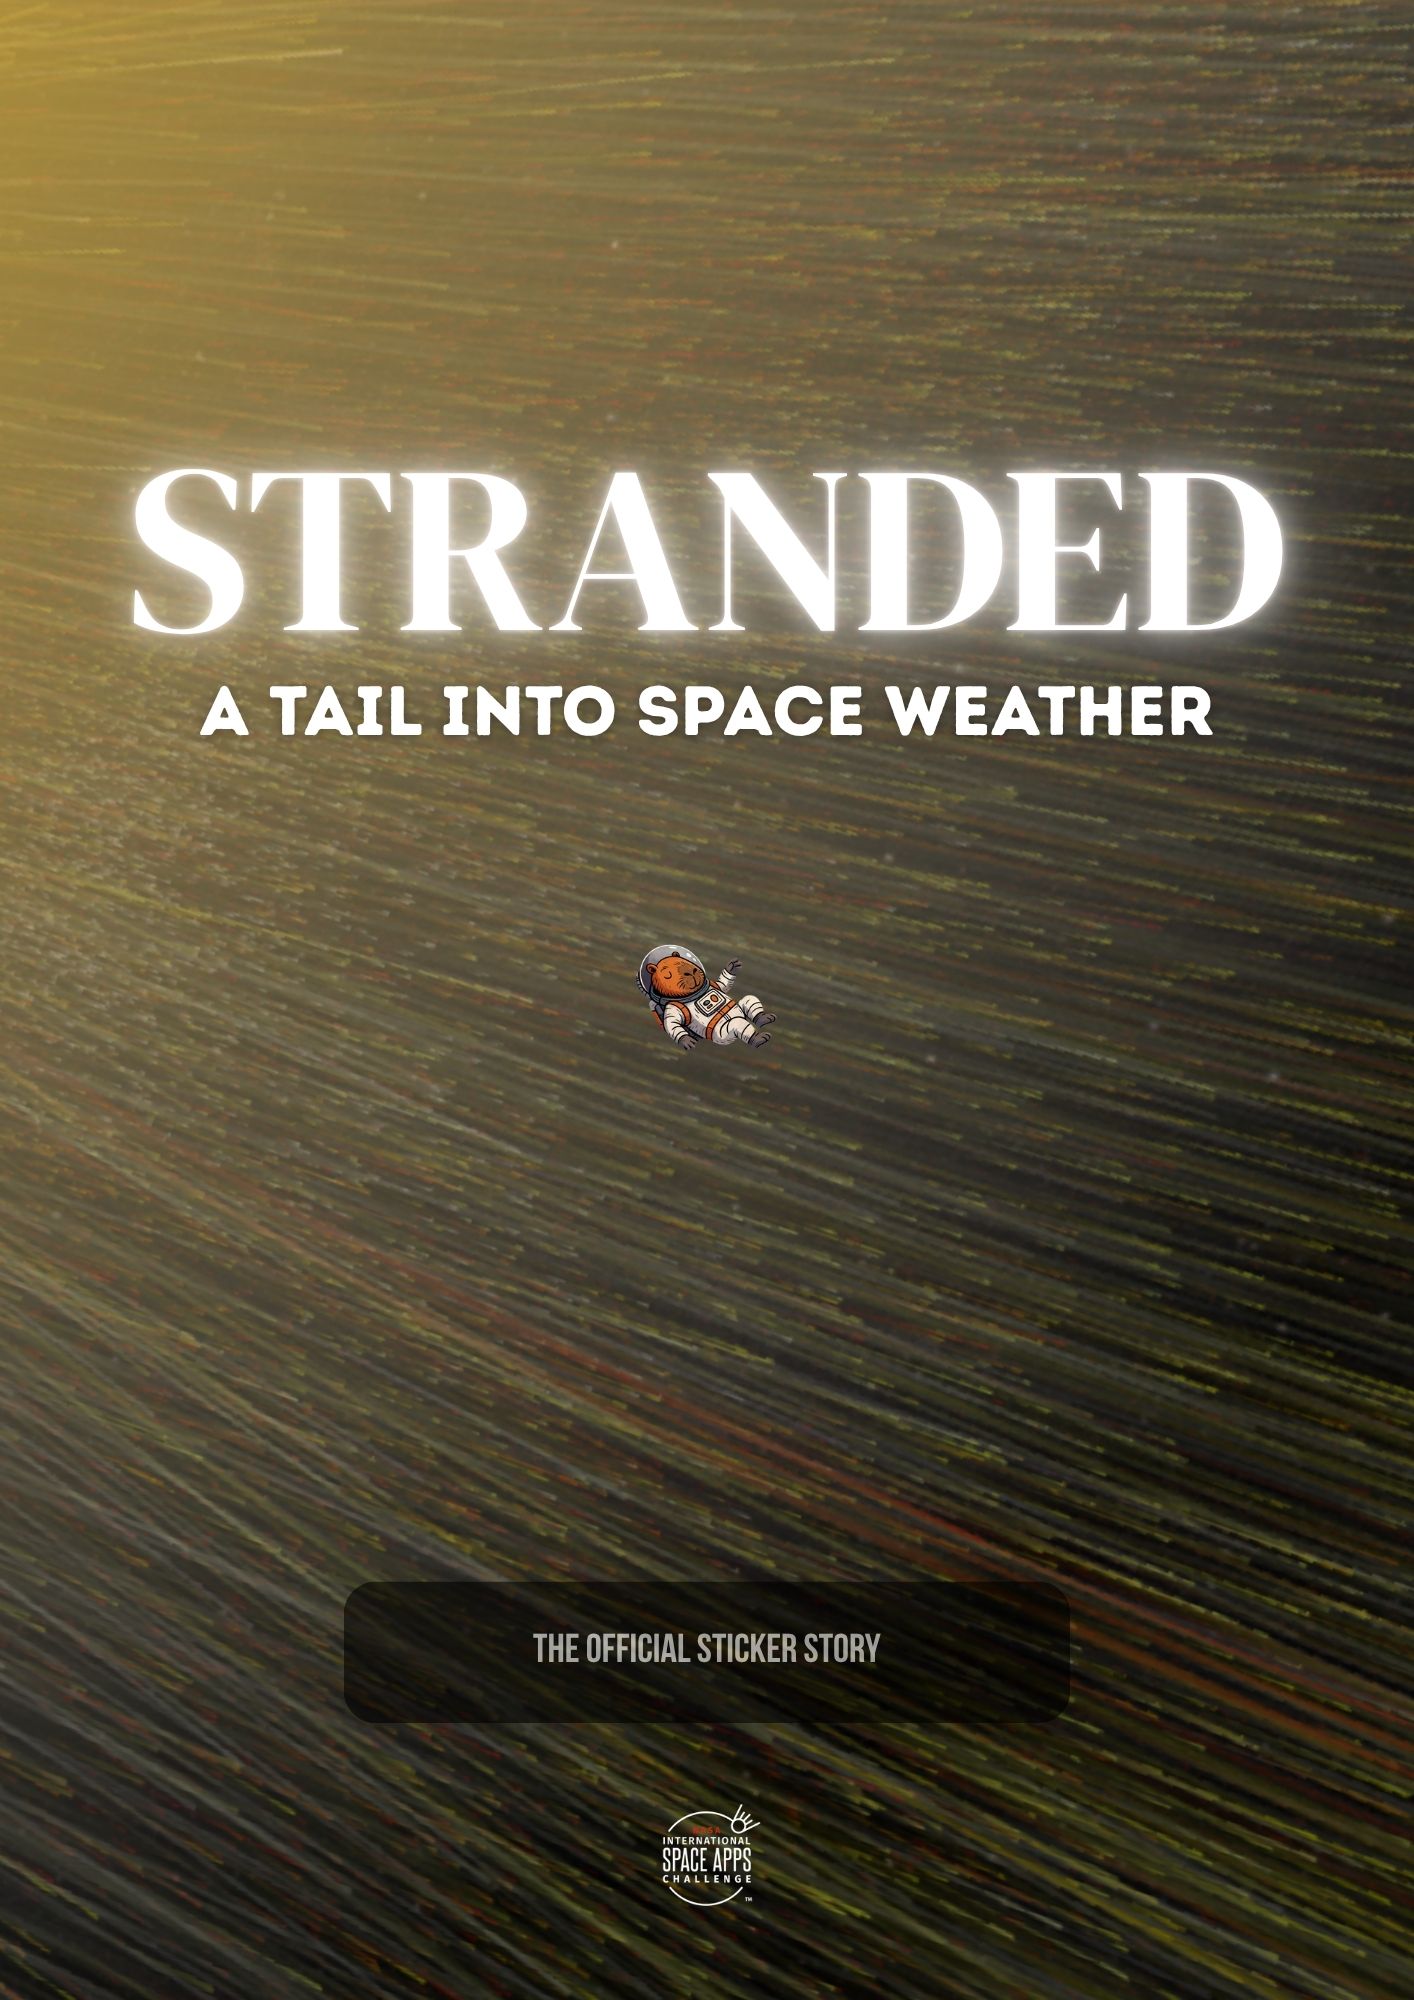 STRANDED
A TAIL INTO SPACE WEATHER
THE OFFICIAL STICKER STORY
NASA
INTERNATIONAL
SPACE APPS
CHALLENGE
TM